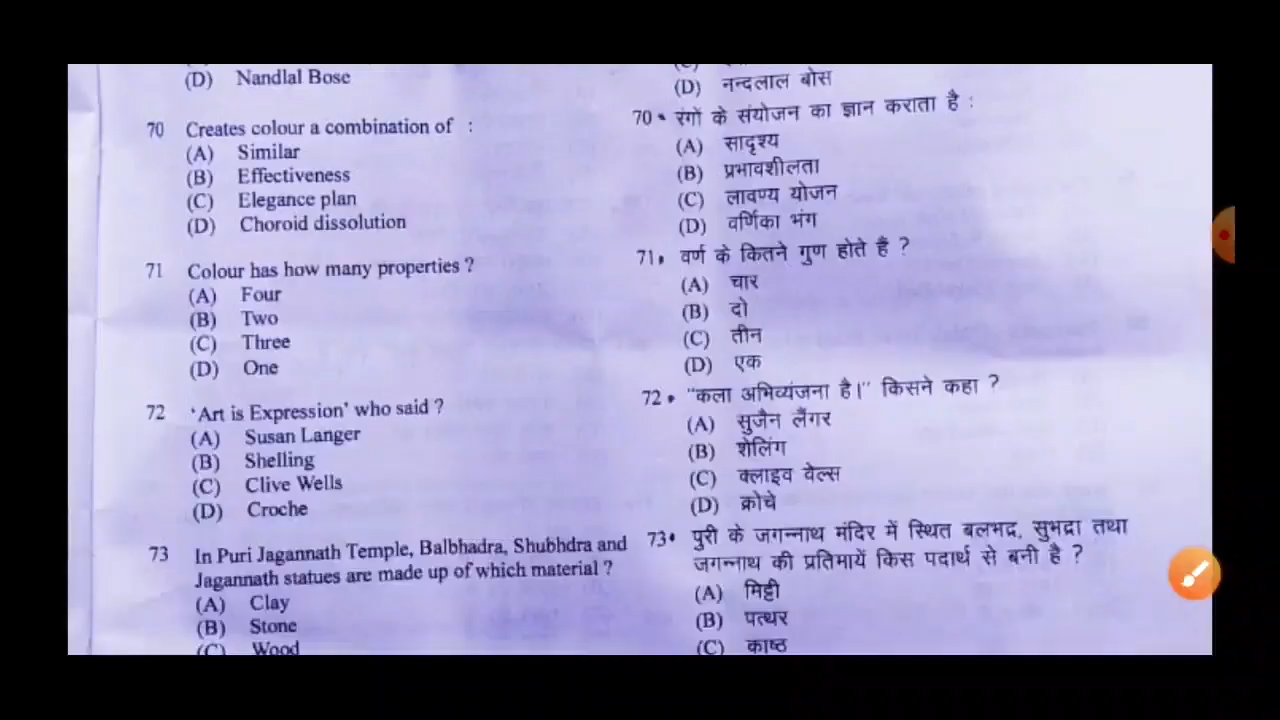 (D) Nandlal Bose
70 Creates colour a combination of :
(A) Similar
(B) Effectiveness
(C) Elegance plan
(D) Choroid dissolution
71 Colour has how many properties ?
(A) Four
(B) Two
(C) Three
(D) One
72 'Art is Expression' who said ?
(A) Susan Langer
(B) Shelling
(C) Clive Wells
(D) Croche
73 In Puri Jagannath Temple, Balbhadra, Shubhdra and
Jagannath statues are made up of which material ?
(A) Clay
(B) Stone
(C) Wood
(D) नन्दलाल बोस
70• रंगों के संयोजन का ज्ञान कराता है :
(A) सादृश्य
(B) प्रभावशीलता
(C) लावण्य योजन
(D) वर्णिका भंग
71• वर्ण के कितने गुण होते हैं ?
(A) चार
(B) दो
(C) तीन
(D) एक
72• "कला अभिव्यंजना है।" किसने कहा ?
(A) सुजैन लैंगर
(B) शेलिंग
(C) क्लाइव वेल्स
(D) क्रोचे
73• पुरी के जगन्नाथ मंदिर में स्थित बलभद्र, सुभद्रा तथा
जगन्नाथ की प्रतिमायें किस पदार्थ से बनी है ?
(A) मिट्टी
(B) पत्थर
(C) काष्ठ